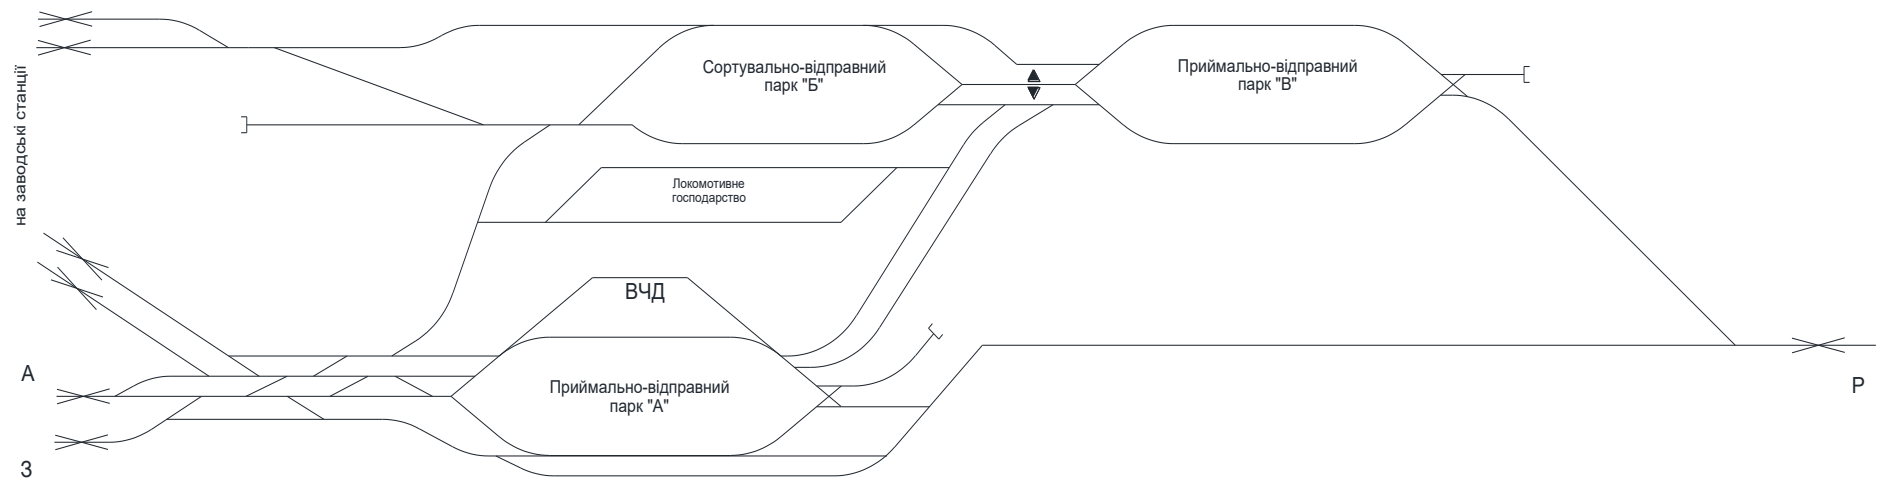 на заводські станції
Сортувально-відправний
парк "Б"
Приймально-відправний
парк "В"
Локомотивне
господарство
ВЧД
Приймально-відправний
парк "А"
А
З
Р